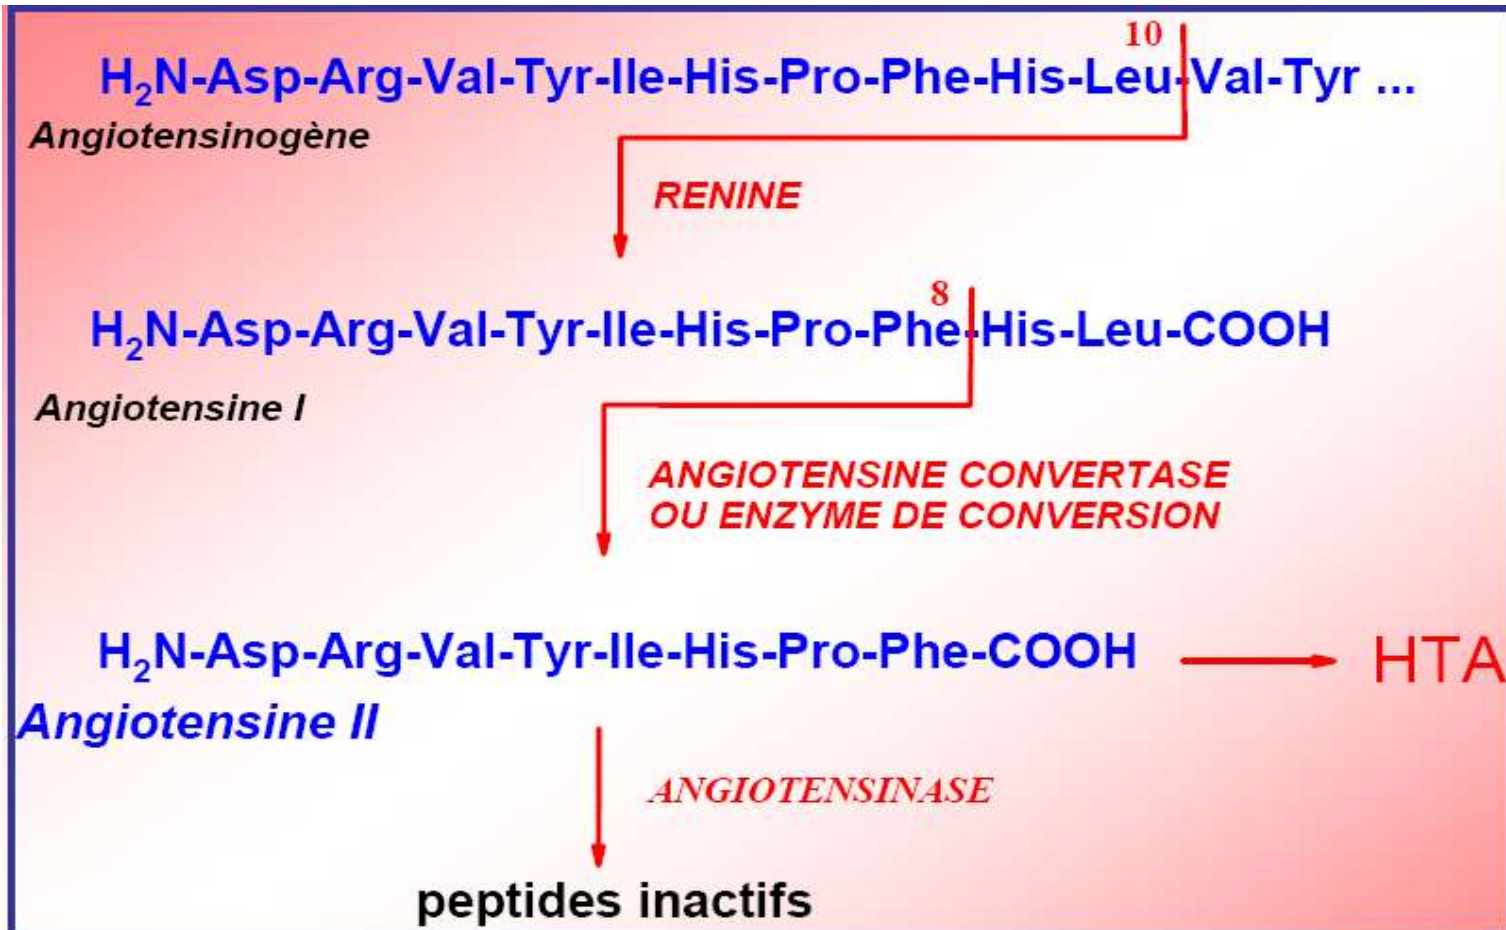 10
H₂N-Asp-Arg-Val-Tyr-Ile-His-Pro-Phe-His-Leu-Val-Tyr ...
Angiotensinogène
RENINE
8
H₂N-Asp-Arg-Val-Tyr-Ile-His-Pro-Phe-His-Leu-COOH
Angiotensine I
ANGIOTENSINE CONVERTASE
OU ENZYME DE CONVERSION
H₂N-Asp-Arg-Val-Tyr-Ile-His-Pro-Phe-COOH
HTA
Angiotensine II
ANGIOTENSINASE
peptides inactifs